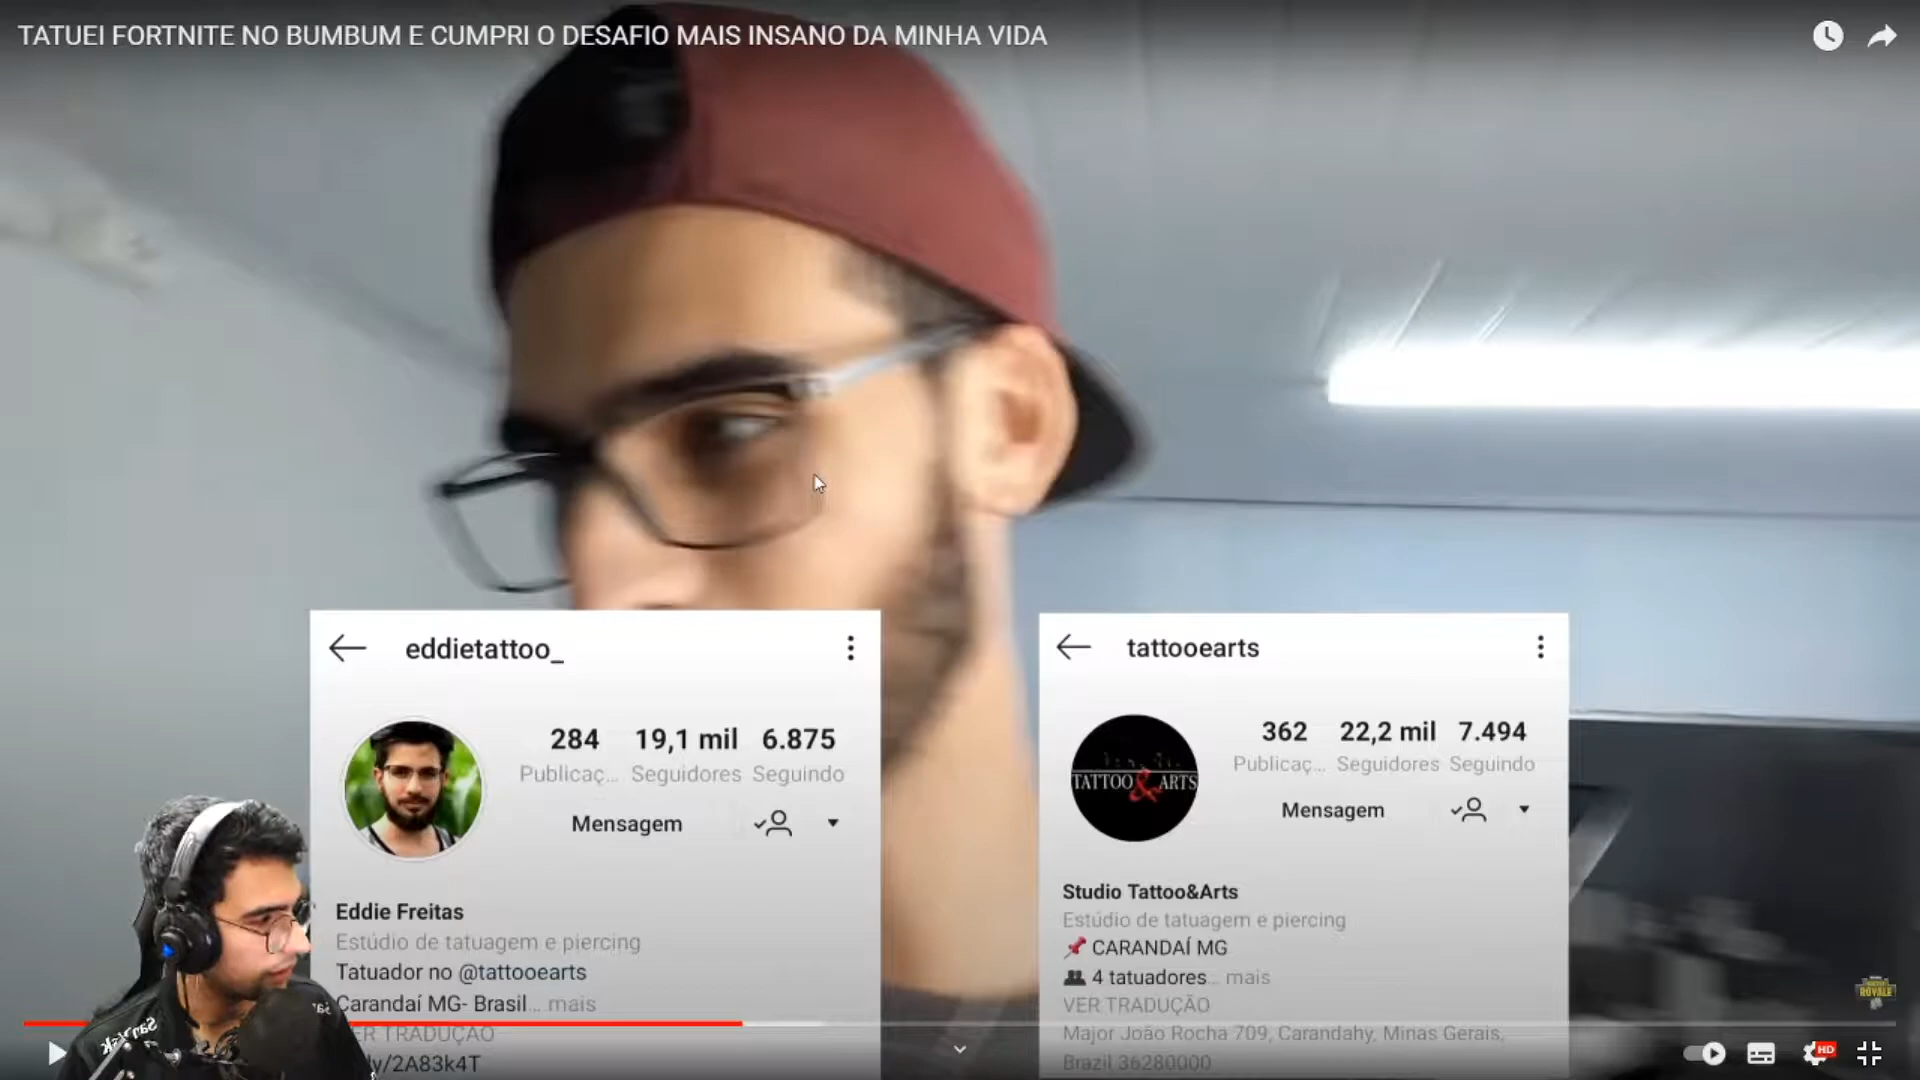 TATUEI FORTNITE NO BUMBUM E CUMPRI O DESAFIO MAIS INSANO DA MINHA VIDA
eddietattoo_
284 19,1 mil 6.875
Publicaç... Seguidores Seguindo
Mensagem
Eddie Freitas
Estúdio de tatuagem e piercing
Tatuador no @tattooearts
Carandaí MG- Brasil... mais
ER TRADUÇÃO
y/2A83k4T
tattooearts
TATTOO & ARTS
362 22,2 mil 7.494
Publicaç... Seguidores Seguindo
Mensagem
Studio Tattoo&Arts
Estúdio de tatuagem e piercing
📌 CARANDAÍ MG
👥 4 tatuadores... mais
VER TRADUÇÃO
Major João Rocha 709, Carandahy, Minas Gerais,
Brazil 36280000
ROYALE
HD